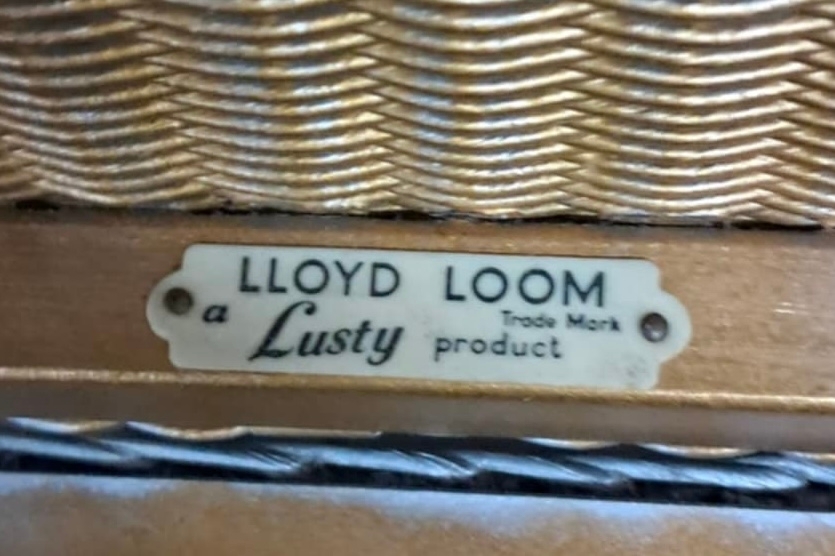 LLOYD LOOM
Trade Mark
a Lusty product